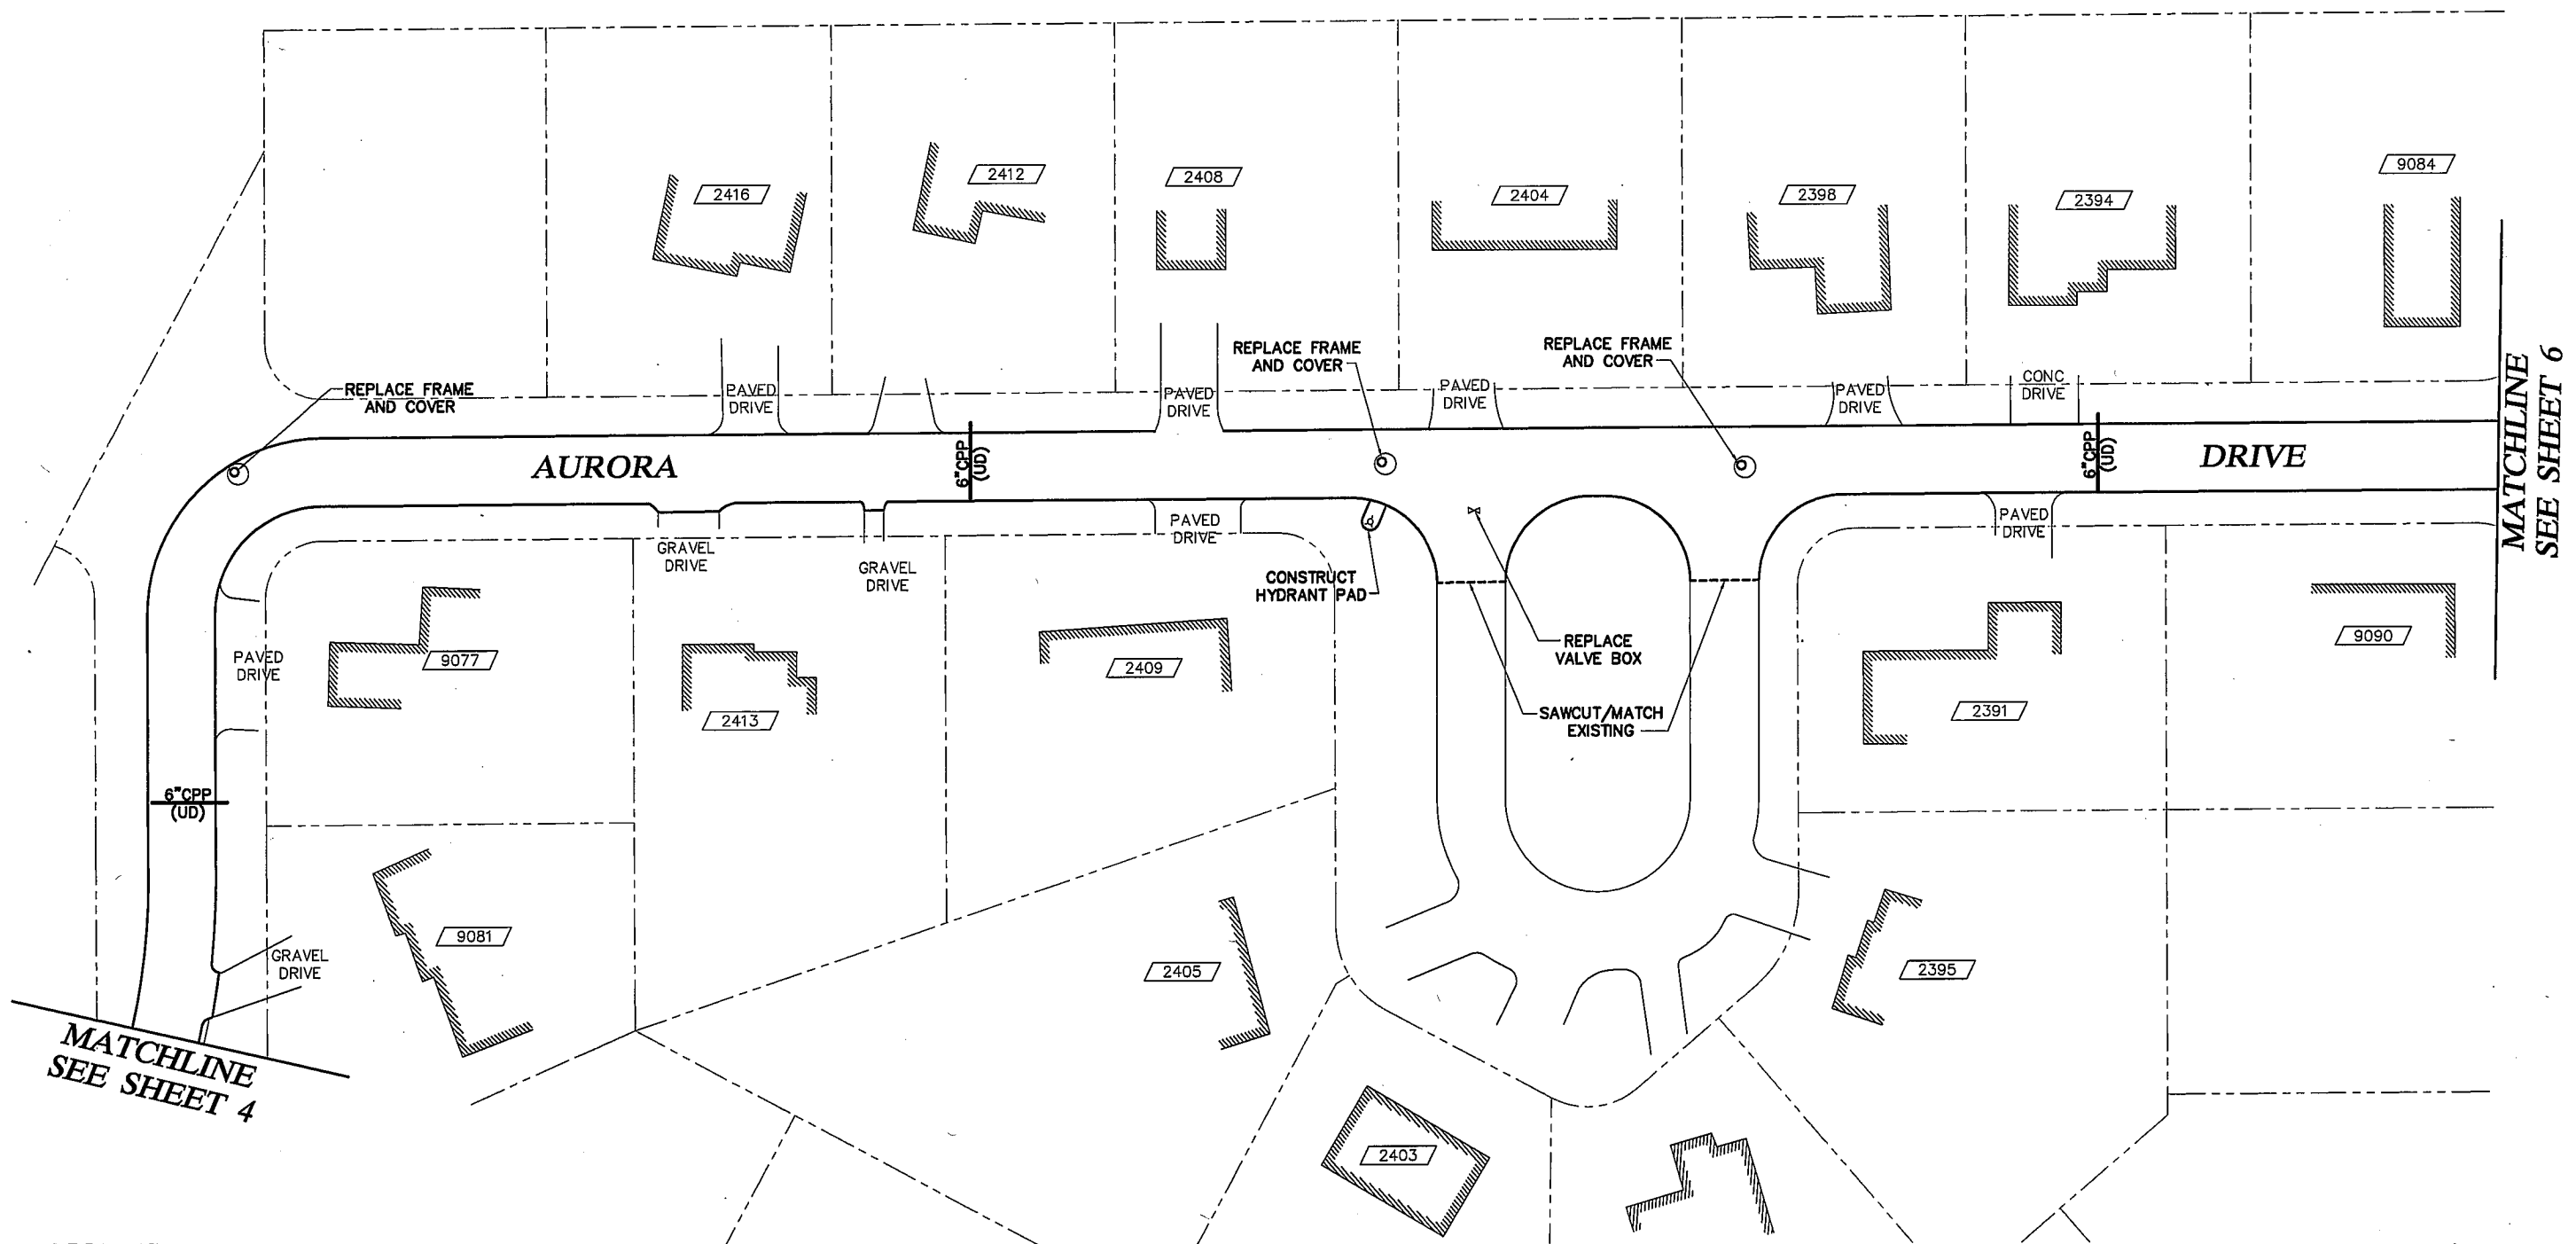 2416
2412
2408
2404
2398
2394
9084
REPLACE FRAME
AND COVER
REPLACE FRAME
AND COVER
REPLACE FRAME
AND COVER
PAVED
DRIVE
PAVED
DRIVE
PAVED
DRIVE
PAVED
DRIVE
CONC
DRIVE
MATCHLINE
SEE SHEET 6
AURORA
6"CPP
(UD)
6"CPP
(UD)
DRIVE
GRAVEL
DRIVE
GRAVEL
DRIVE
PAVED
DRIVE
PAVED
DRIVE
CONSTRUCT
HYDRANT PAD
REPLACE
VALVE BOX
SAWCUT/MATCH
EXISTING
PAVED
DRIVE
9077
2413
2409
2391
9090
6"CPP
(UD)
9081
GRAVEL
DRIVE
2405
2395
MATCHLINE
SEE SHEET 4
2403